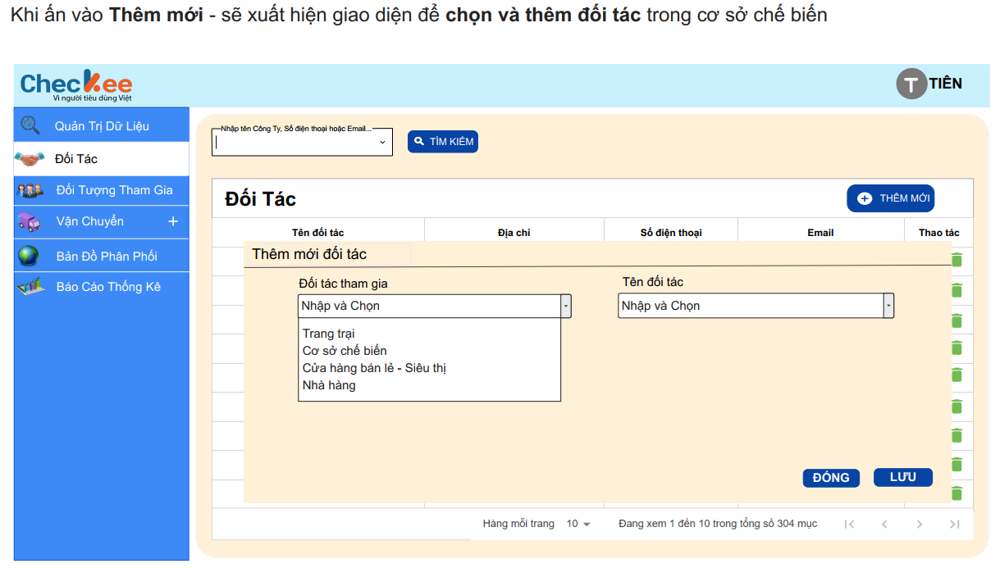 Khi ấn vào Thêm mới - sẽ xuất hiện giao diện để chọn và thêm đối tác trong cơ sở chế biến
Checkee
Vì người tiêu dùng Việt
T TIÊN
Quản Trị Dữ Liệu
Đối Tác
Đối Tượng Tham Gia
Vận Chuyển +
Bản Đồ Phân Phối
Báo Cáo Thống Kê
Nhập tên Công Ty, Số điện thoại hoặc Email...
TÌM KIẾM
Đối Tác
THÊM MỚI
Tên đối tác Địa chỉ Số điện thoại Email Thao tác
Thêm mới đối tác
Đối tác tham gia Tên đối tác
Nhập và Chọn Nhập và Chọn
Trang trại
Cơ sở chế biến
Cửa hàng bán lẻ - Siêu thị
Nhà hàng
ĐÓNG LƯU
Hàng mỗi trang 10 Đang xem 1 đến 10 trong tổng số 304 mục